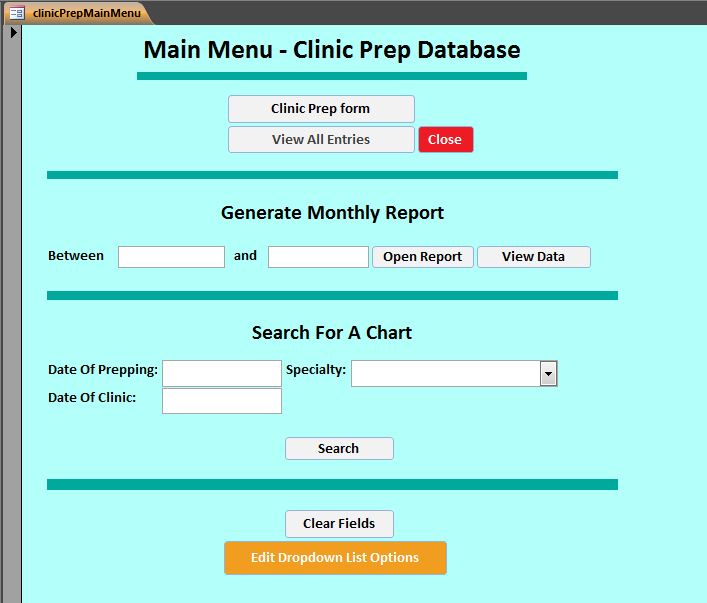 clinicPrepMainMenu
Main Menu - Clinic Prep Database
Clinic Prep form
View All Entries Close
Generate Monthly Report
Between and Open Report View Data
Search For A Chart
Date Of Prepping: Specialty:
Date Of Clinic:
Search
Clear Fields
Edit Dropdown List Options